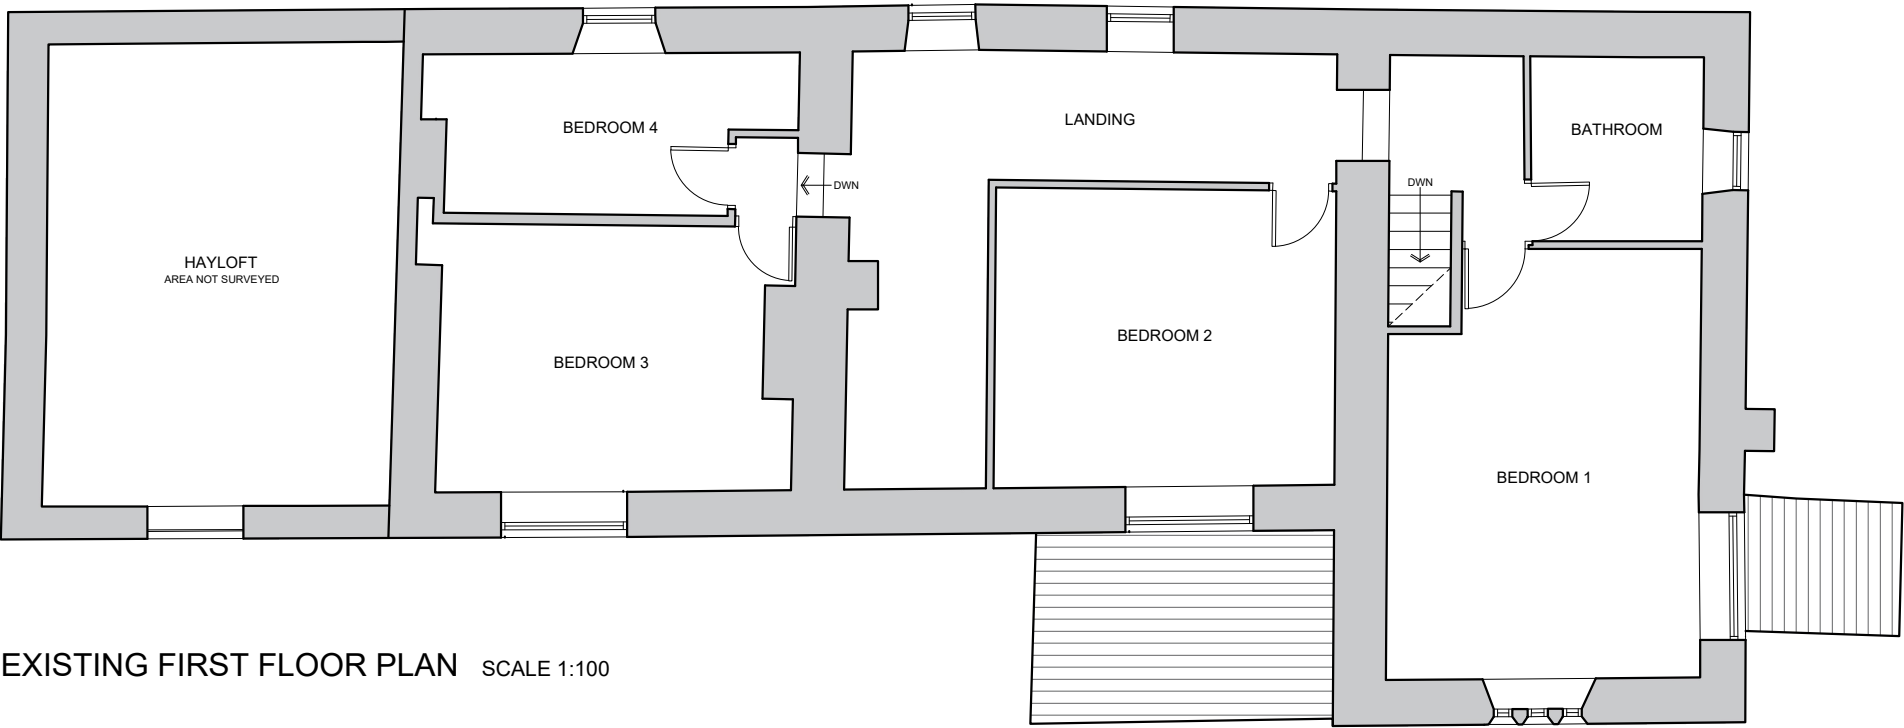 BEDROOM 4
LANDING
BATHROOM
DWN
DWN
HAYLOFT
AREA NOT SURVEYED
BEDROOM 3
BEDROOM 2
BEDROOM 1
EXISTING FIRST FLOOR PLAN SCALE 1:100